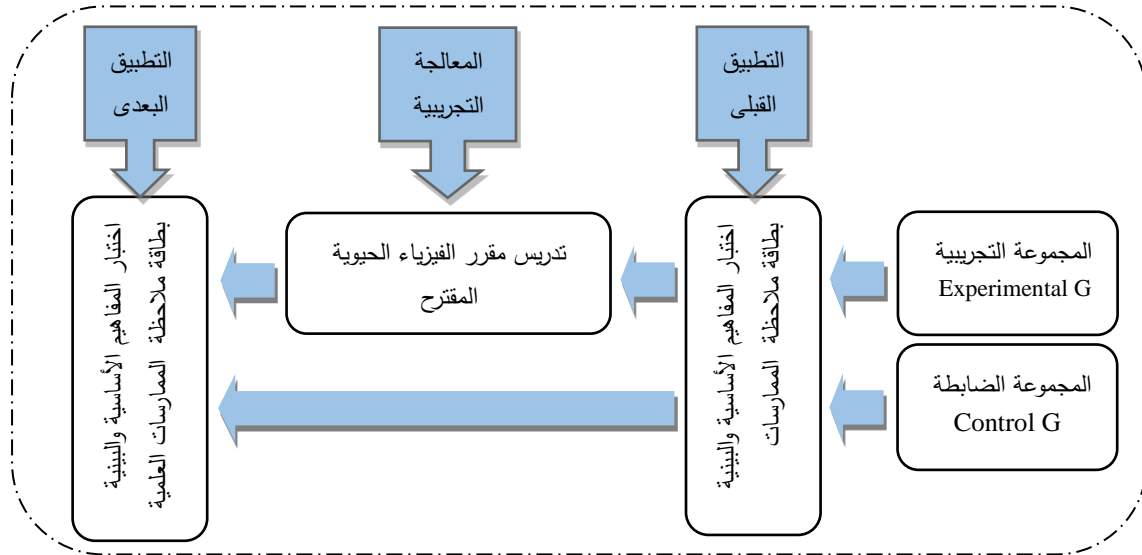 التطبيق
القبلى
المعالجة
التجريبية
التطبيق
البعدى
المجموعة التجريبية
Experimental G
المجموعة الضابطة
Control G
اختبار المفاهيم الأساسية والبينية
بطاقة ملاحظة الممارسات
تدريس مقرر الفيزياء الحيوية
المقترح
اختبار المفاهيم الأساسية والبينية
بطاقة ملاحظة الممارسات العلمية